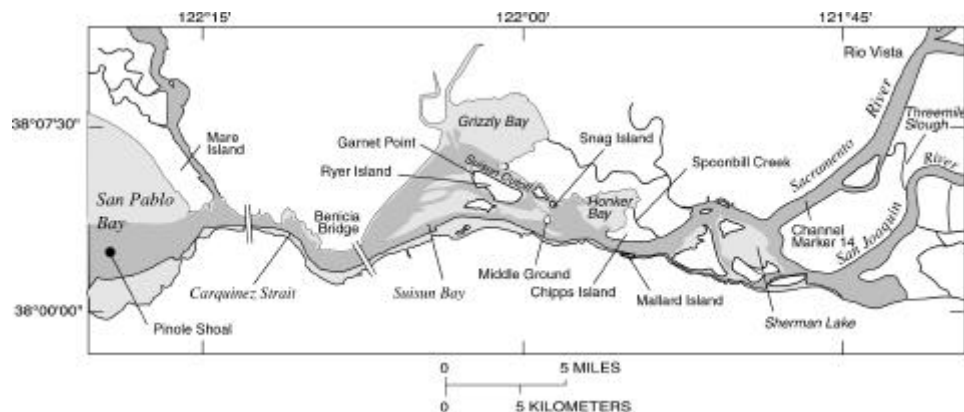 122°15'
122°00'
121°45'
38°07'30"
38°00'00"
Rio Vista
Threemile
Slough
River
Sacramento
River
San Joaquin
Channel
Marker 14
Grizzly Bay
Garnet Point
Snag Island
Mare
Island
Ryer Island
Suisun Cutoff
Spoonbill Creek
Honker
Bay
San Pablo
Bay
Benicia
Bridge
Middle Ground
Chipps Island
Carquinez Strait
Suisun Bay
Mallard Island
Sherman Lake
Pinole Shoal
0 5 MILES
0 5 KILOMETERS